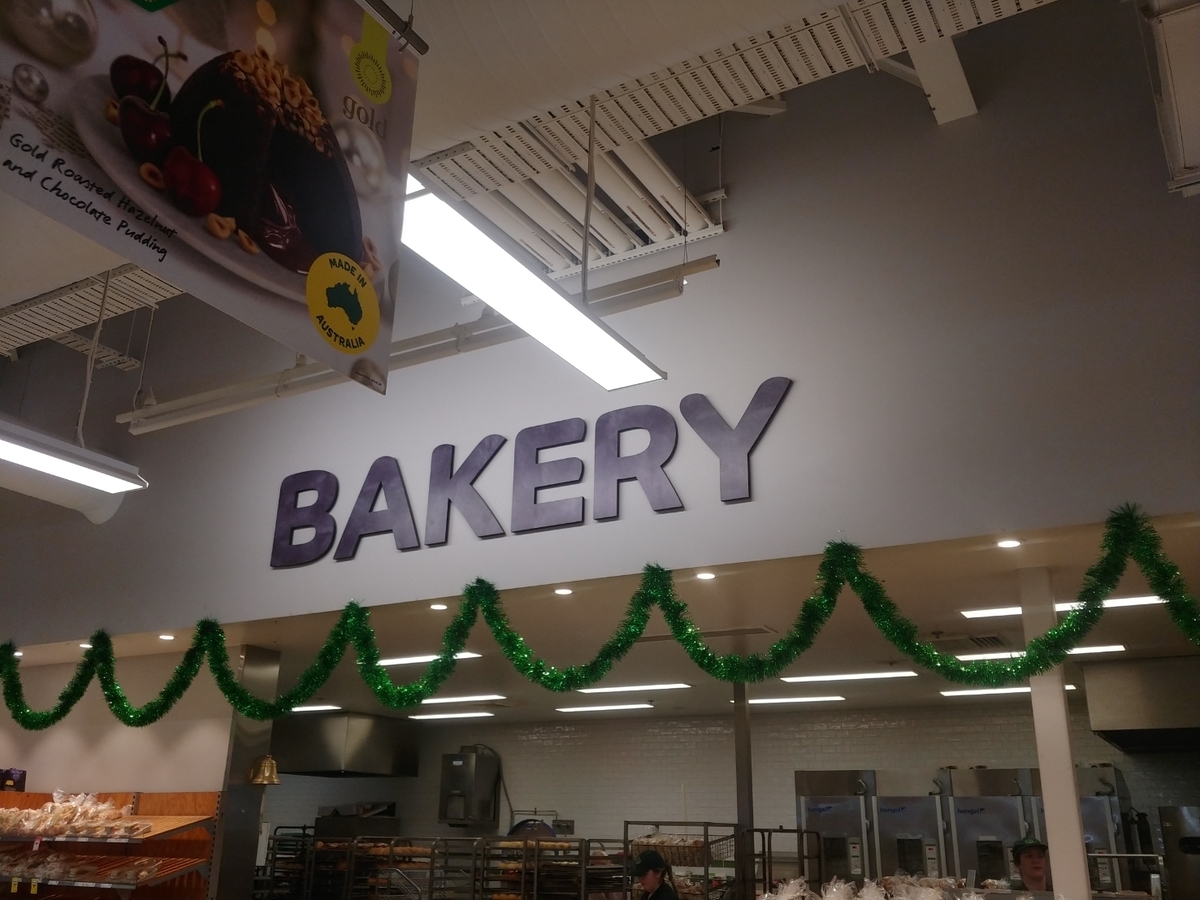 gold
Gold Roasted Hazelnut
and Chocolate Pudding
MADE IN
AUSTRALIA
BAKERY